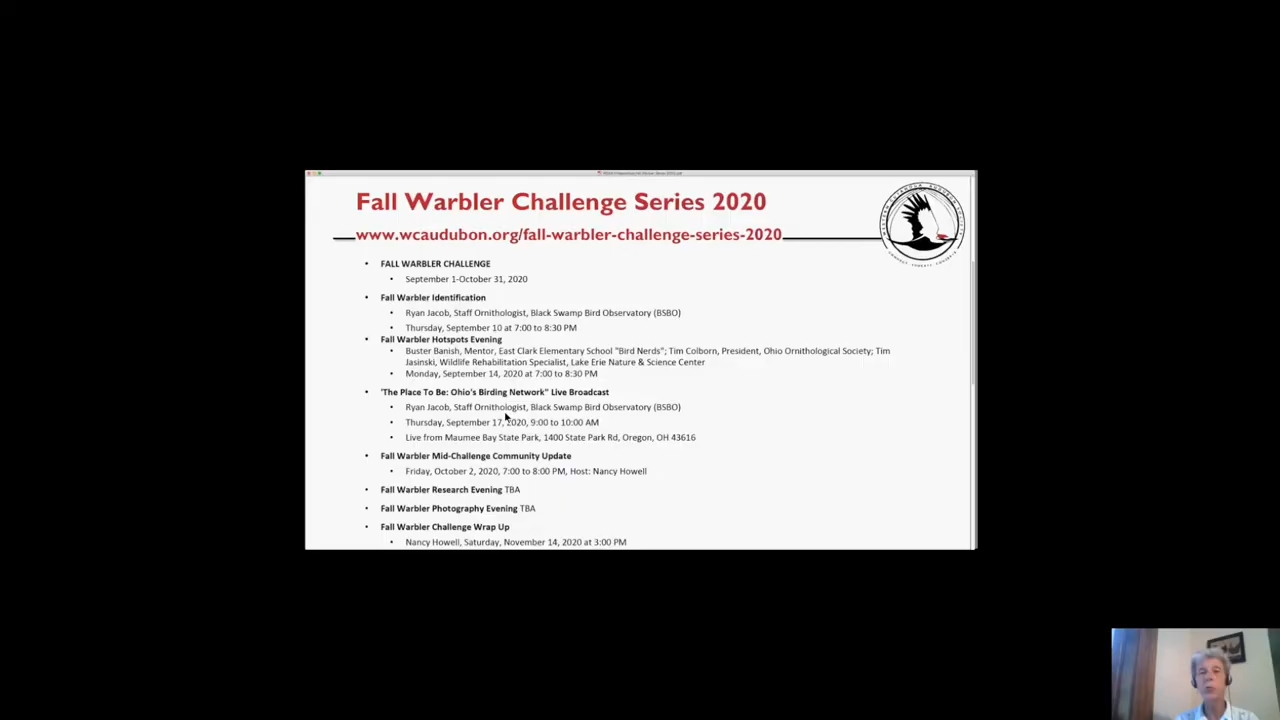 Fall Warbler Challenge Series 2020
www.wcaudubon.org/fall-warbler-challenge-series-2020
• FALL WARBLER CHALLENGE
• September 1-October 31, 2020
• Fall Warbler Identification
• Ryan Jacob, Staff Ornithologist, Black Swamp Bird Observatory (BSBO)
• Thursday, September 10 at 7:00 to 8:30 PM
• Fall Warbler Hotspots Evening
• Buster Banish, Mentor, East Clark Elementary School "Bird Nerds"; Tim Colborn, President, Ohio Ornithological Society; Tim
Jasinski, Wildlife Rehabilitation Specialist, Lake Erie Nature & Science Center
• Monday, September 14, 2020 at 7:00 to 8:30 PM
• 'The Place To Be: Ohio's Birding Network" Live Broadcast
• Ryan Jacob, Staff Ornithologist, Black Swamp Bird Observatory (BSBO)
• Thursday, September 17, 2020, 9:00 to 10:00 AM
• Live from Maumee Bay State Park, 1400 State Park Rd, Oregon, OH 43616
• Fall Warbler Mid-Challenge Community Update
• Friday, October 2, 2020, 7:00 to 8:00 PM, Host: Nancy Howell
• Fall Warbler Research Evening TBA
• Fall Warbler Photography Evening TBA
• Fall Warbler Challenge Wrap Up
• Nancy Howell, Saturday, November 14, 2020 at 3:00 PM